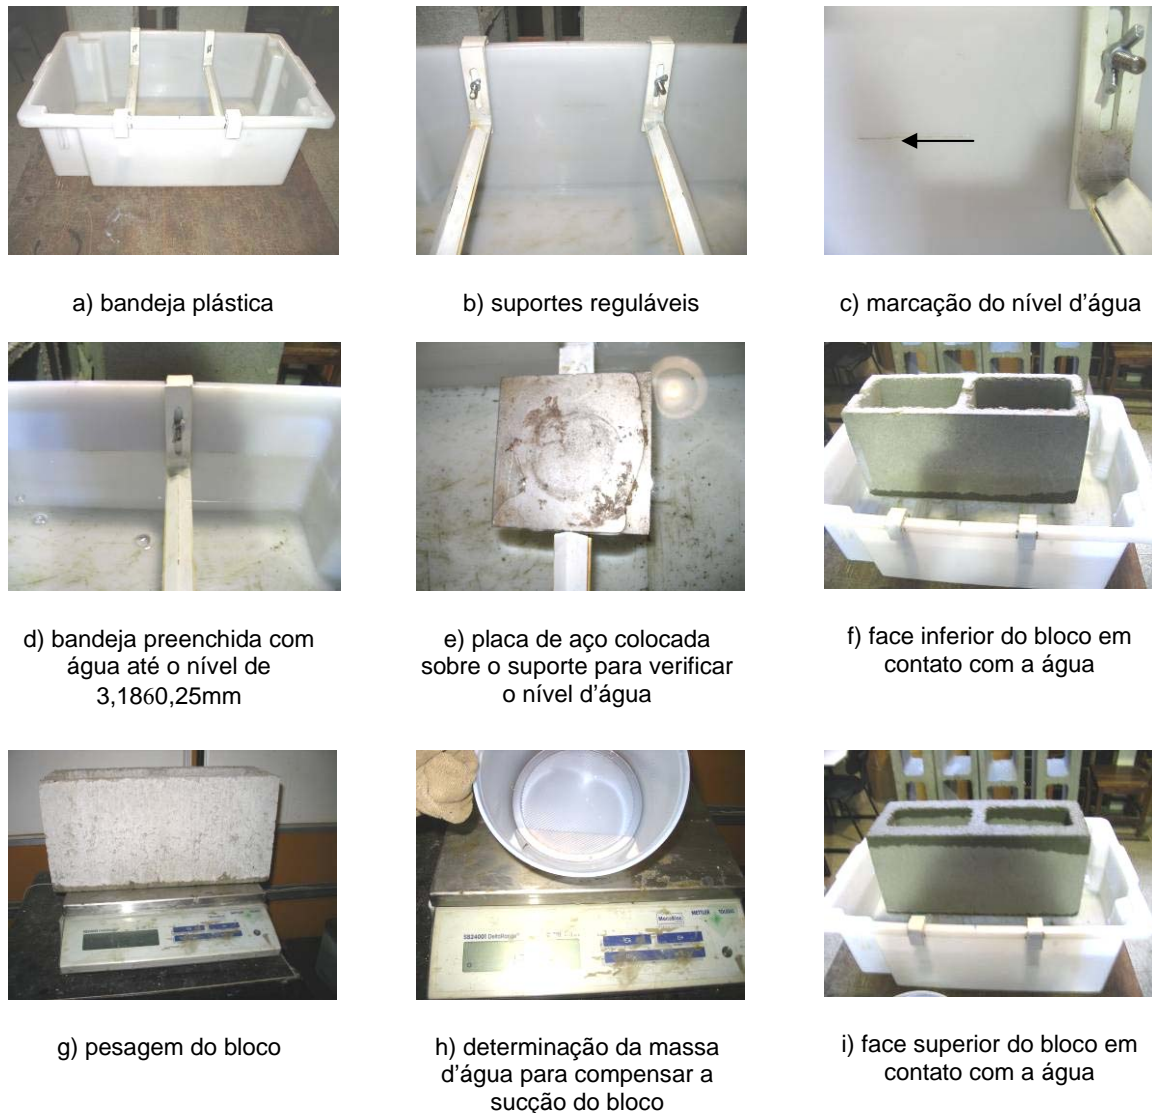 a) bandeja plástica
b) suportes reguláveis
c) marcação do nível d'água
d) bandeja preenchida com
água até o nível de
3,1860,25mm
e) placa de aço colocada
sobre o suporte para verificar
o nível d'água
f) face inferior do bloco em
contato com a água
METTLER TOLEDO
g) pesagem do bloco
h) determinação da massa
d'água para compensar a
sucção do bloco
i) face superior do bloco em
contato com a água